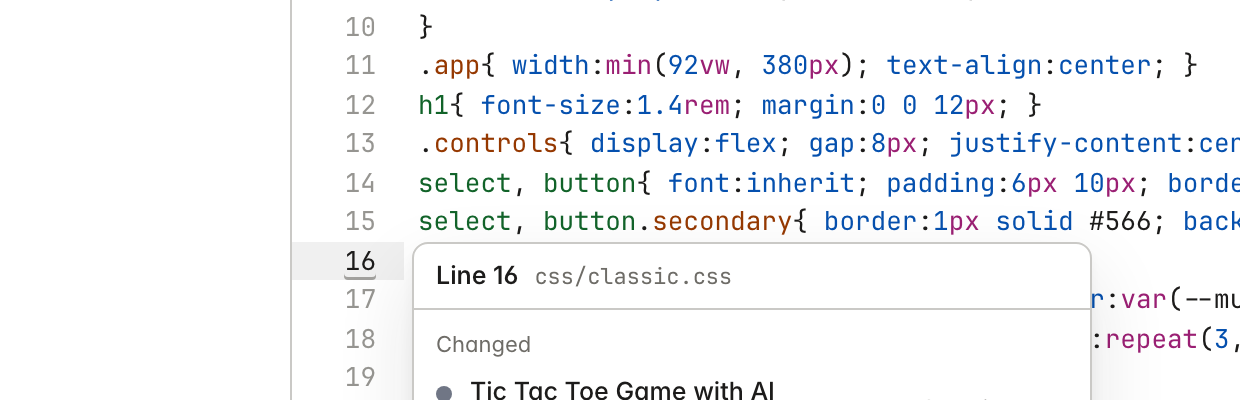 10 }
11 .app{ width:min(92vw, 380px); text-align:center; }
12 h1{ font-size:1.4rem; margin:0 0 12px; }
13 .controls{ display:flex; gap:8px; justify-content:cen
14 select, button{ font:inherit; padding:6px 10px; borde
15 select, button.secondary{ border:1px solid #566; back
16
Line 16 css/classic.css
17 r:var(--mu
Changed
18 :repeat(3,
19
Tic Tac Toe Game with AI